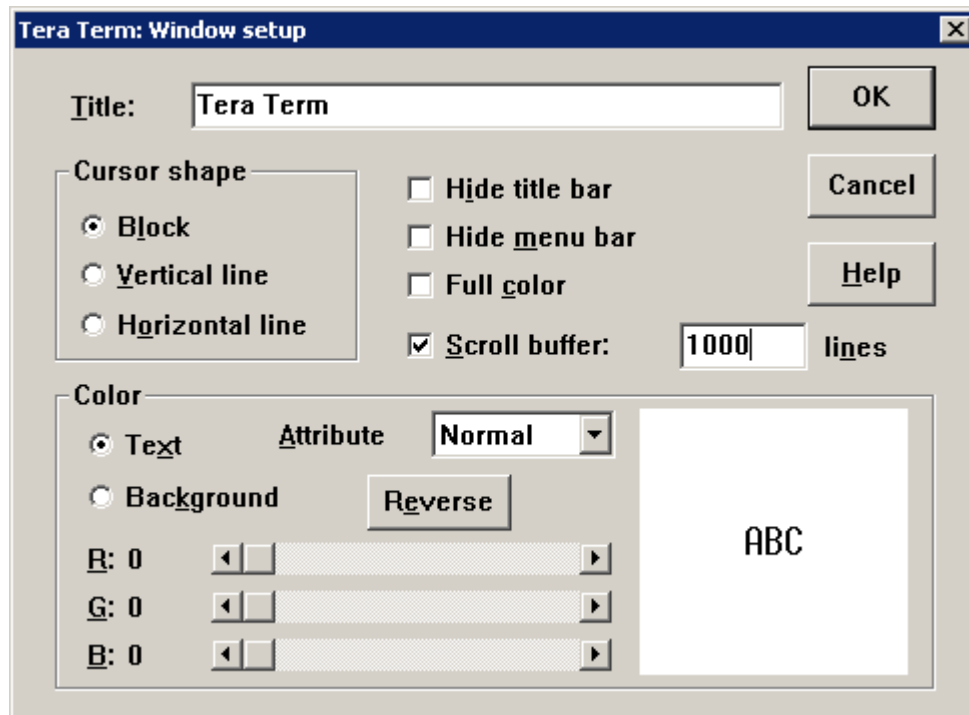 Tera Term: Window setup
Title: Tera Term
OK
Cursor shape
Block
Vertical line
Horizontal line
Hide title bar
Hide menu bar
Full color
Scroll buffer: 1000 lines
Cancel
Help
Color
Text
Attribute Normal
Background
Reverse
R: 0
G: 0
B: 0
ABC